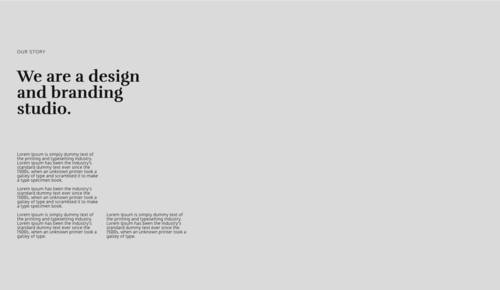 OUR STORY
We are a design
and branding
studio.
Lorem Ipsum is simply dummy text of
the printing and typesetting industry.
Lorem Ipsum has been the industry's
standard dummy text ever since the
1500s, when an unknown printer took a
galley of type and scrambled it to make
a type specimen book.
Lorem Ipsum has been the industry's
standard dummy text ever since the
1500s, when an unknown printer took a
galley of type and scrambled it to make
a type specimen book.
Lorem Ipsum is simply dummy text of
the printing and typesetting industry.
Lorem Ipsum has been the industry's
standard dummy text ever since the
1500s, when an unknown printer took a
galley of type.
Lorem Ipsum is simply dummy text of
the printing and typesetting industry.
Lorem Ipsum has been the industry's
standard dummy text ever since the
1500s, when an unknown printer took a
galley of type.